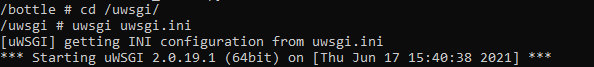 /bottle # cd /uwsgi/
/uwsgi # uwsgi uwsgi.ini
[uWSGI] getting INI configuration from uwsgi.ini
*** Starting uWSGI 2.0.19.1 (64bit) on [Thu Jun 17 15:40:38 2021] ***